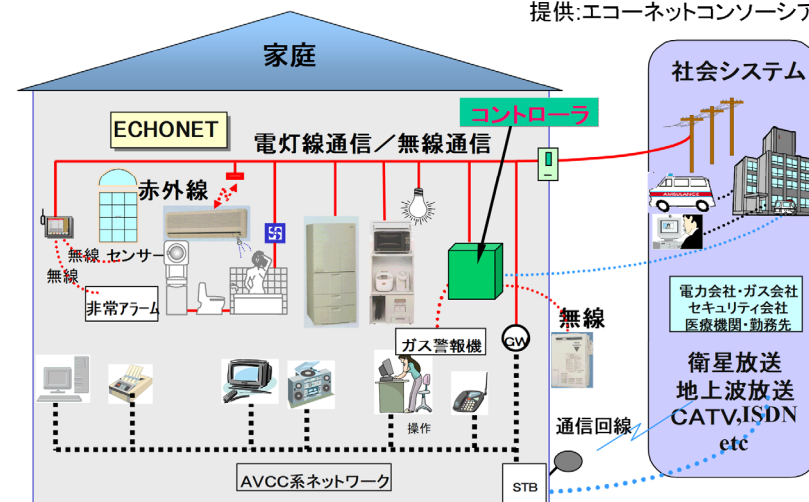 提供:エコーネットコンソーシア
家庭
社会システム
コントローラ
ECHONET
電灯線通信／無線通信
赤外線
AMBULANCE
無線 センサー
無線
非常アラーム
電力会社・ガス会社
セキュリティ会社
医療機関・勤務先
無線
ガス警報機
GW
衛星放送
地上波放送
CATV,ISDN
etc
操作
通信回線
AVCC系ネットワーク
STB